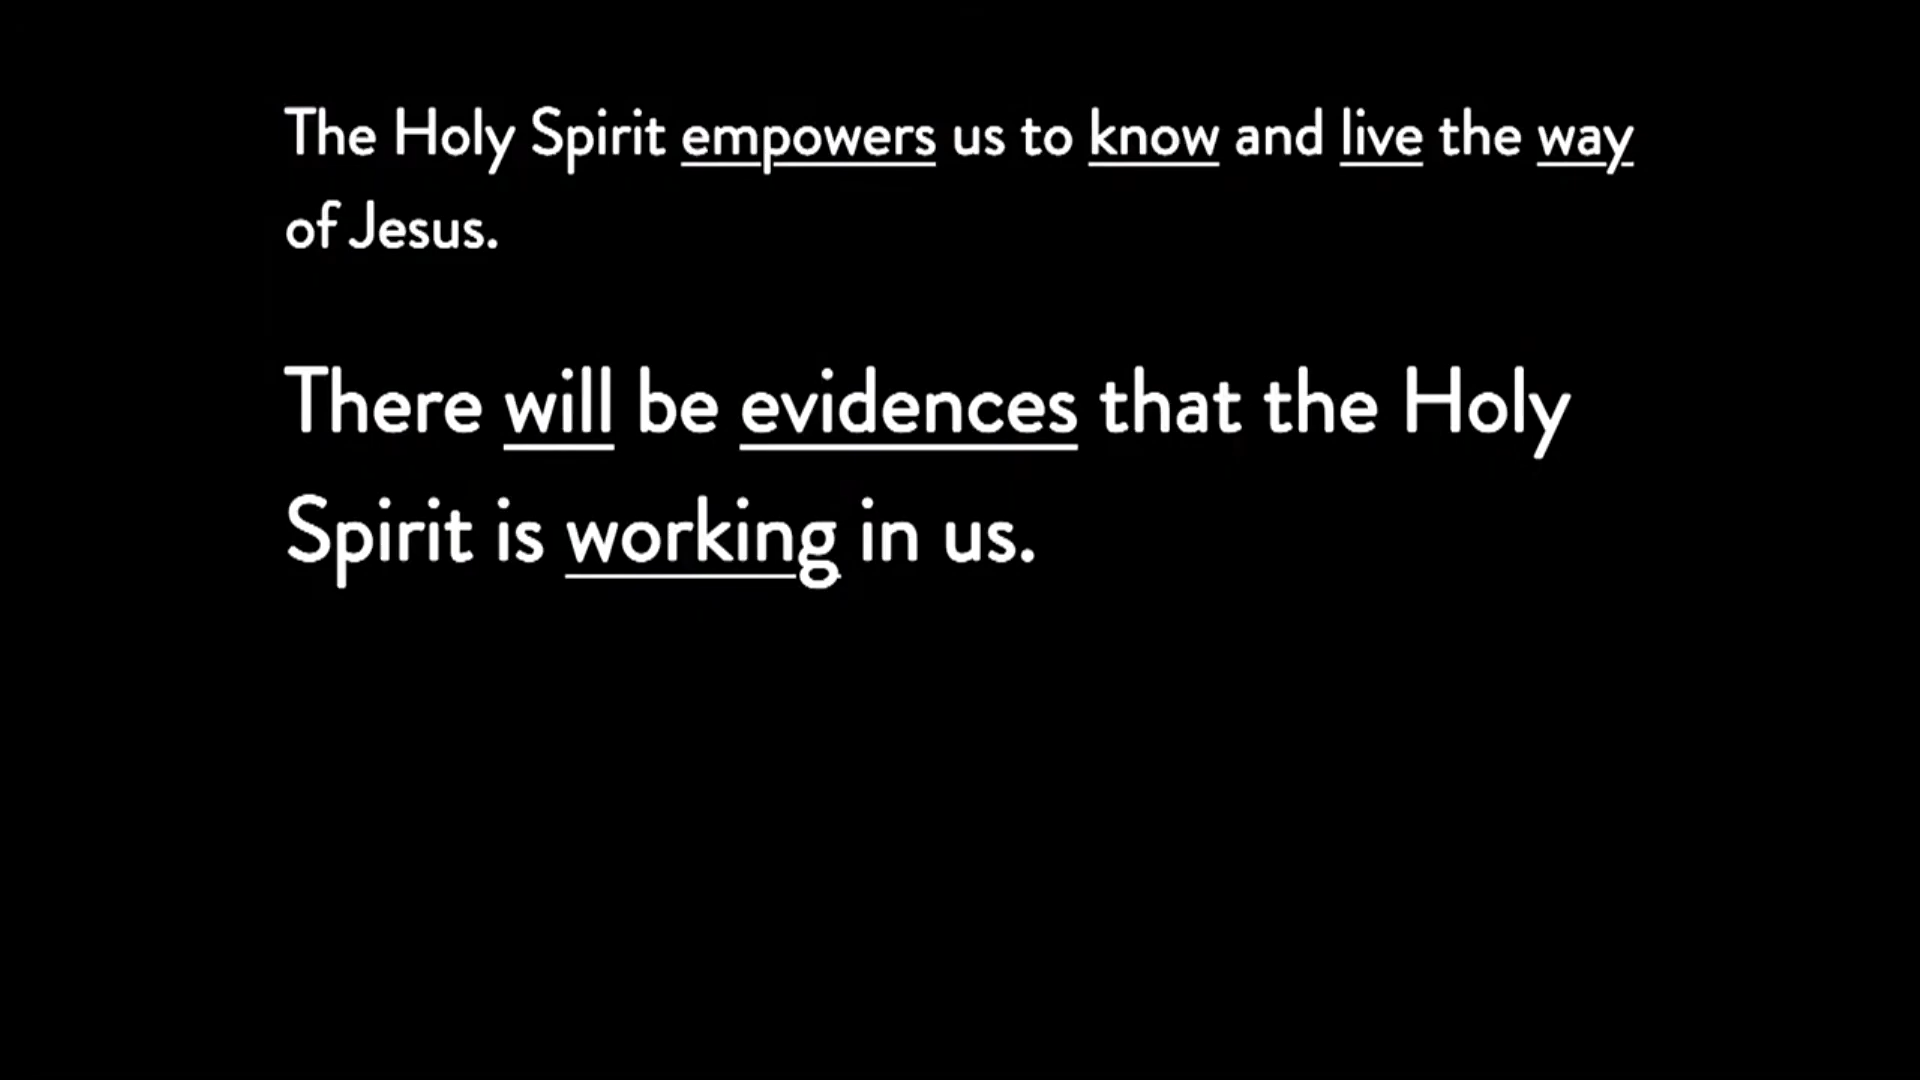 The Holy Spirit empowers us to know and live the way
of Jesus.
There will be evidences that the Holy
Spirit is working in us.